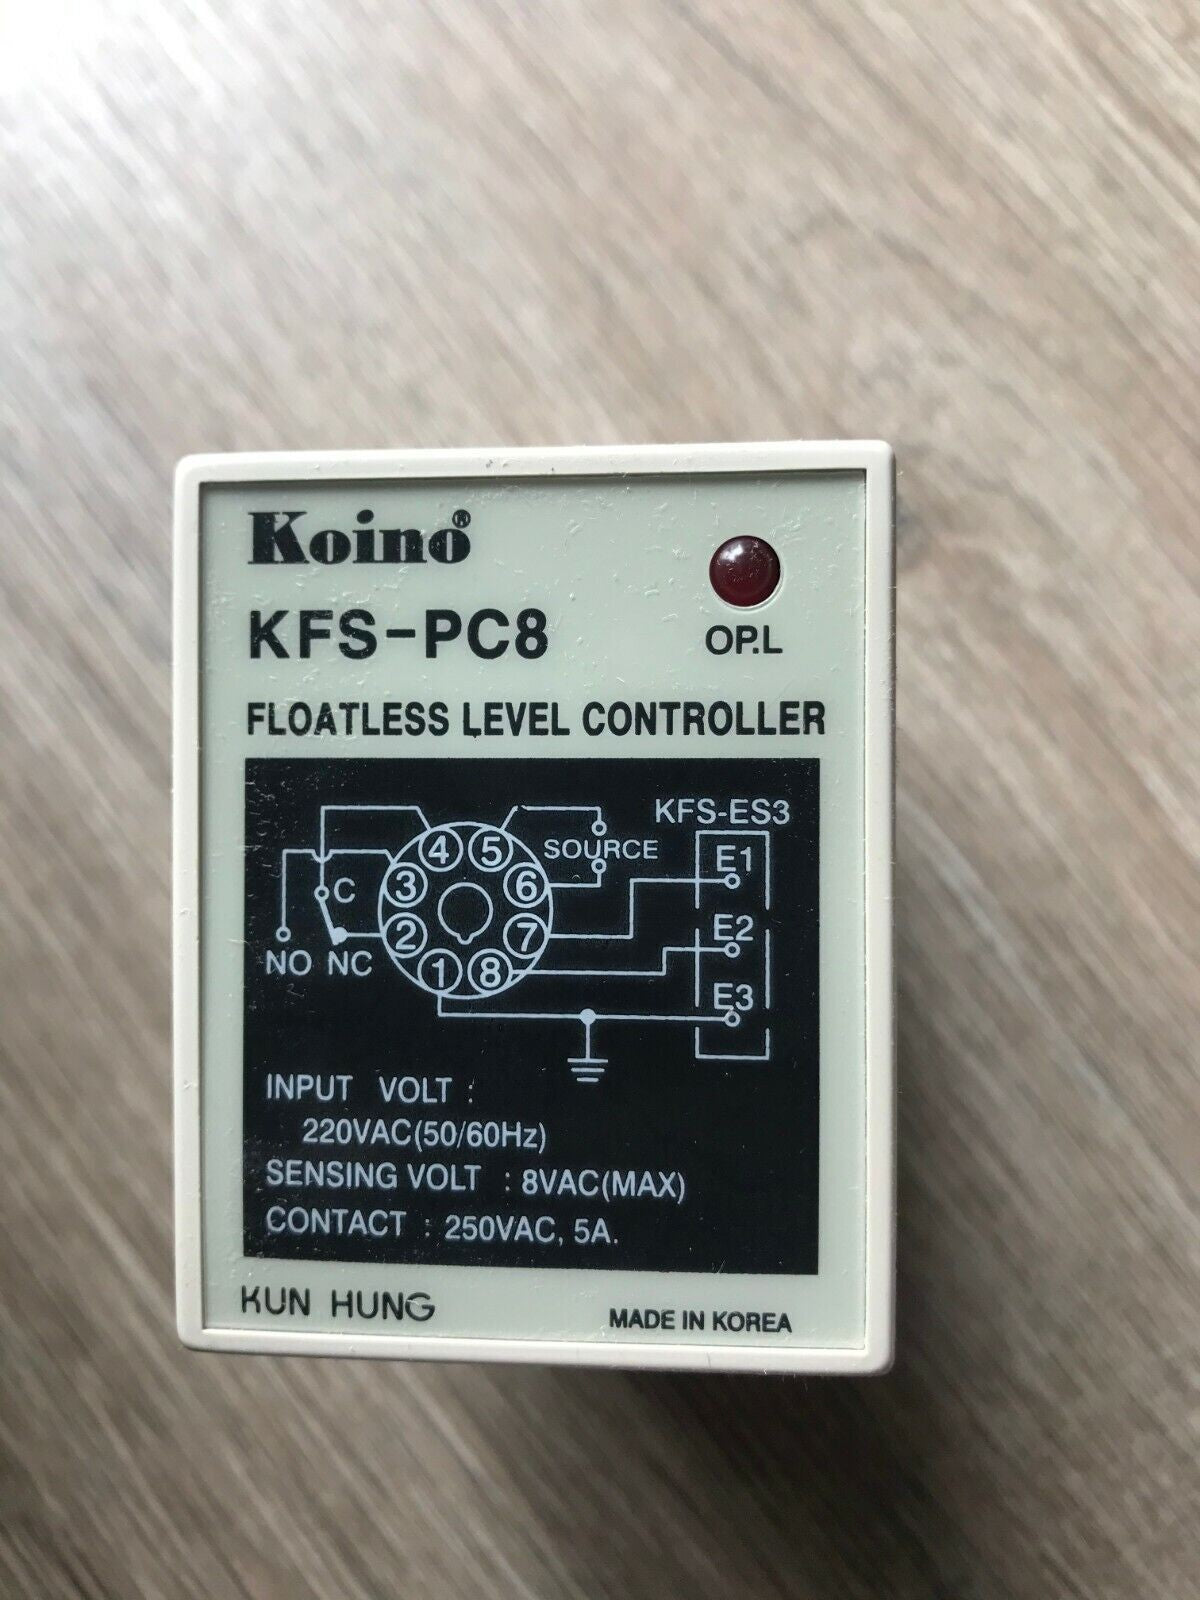 Koino®
KFS-PC8
OP.L
FLOATLESS LEVEL CONTROLLER
KFS-ES3
4 5 SOURCE E1
C 3 6
2 7 E2
NO NC 1 8 E3
INPUT VOLT :
220VAC(50/60Hz)
SENSING VOLT : 8VAC(MAX)
CONTACT : 250VAC, 5A.
KUN HUNG MADE IN KOREA